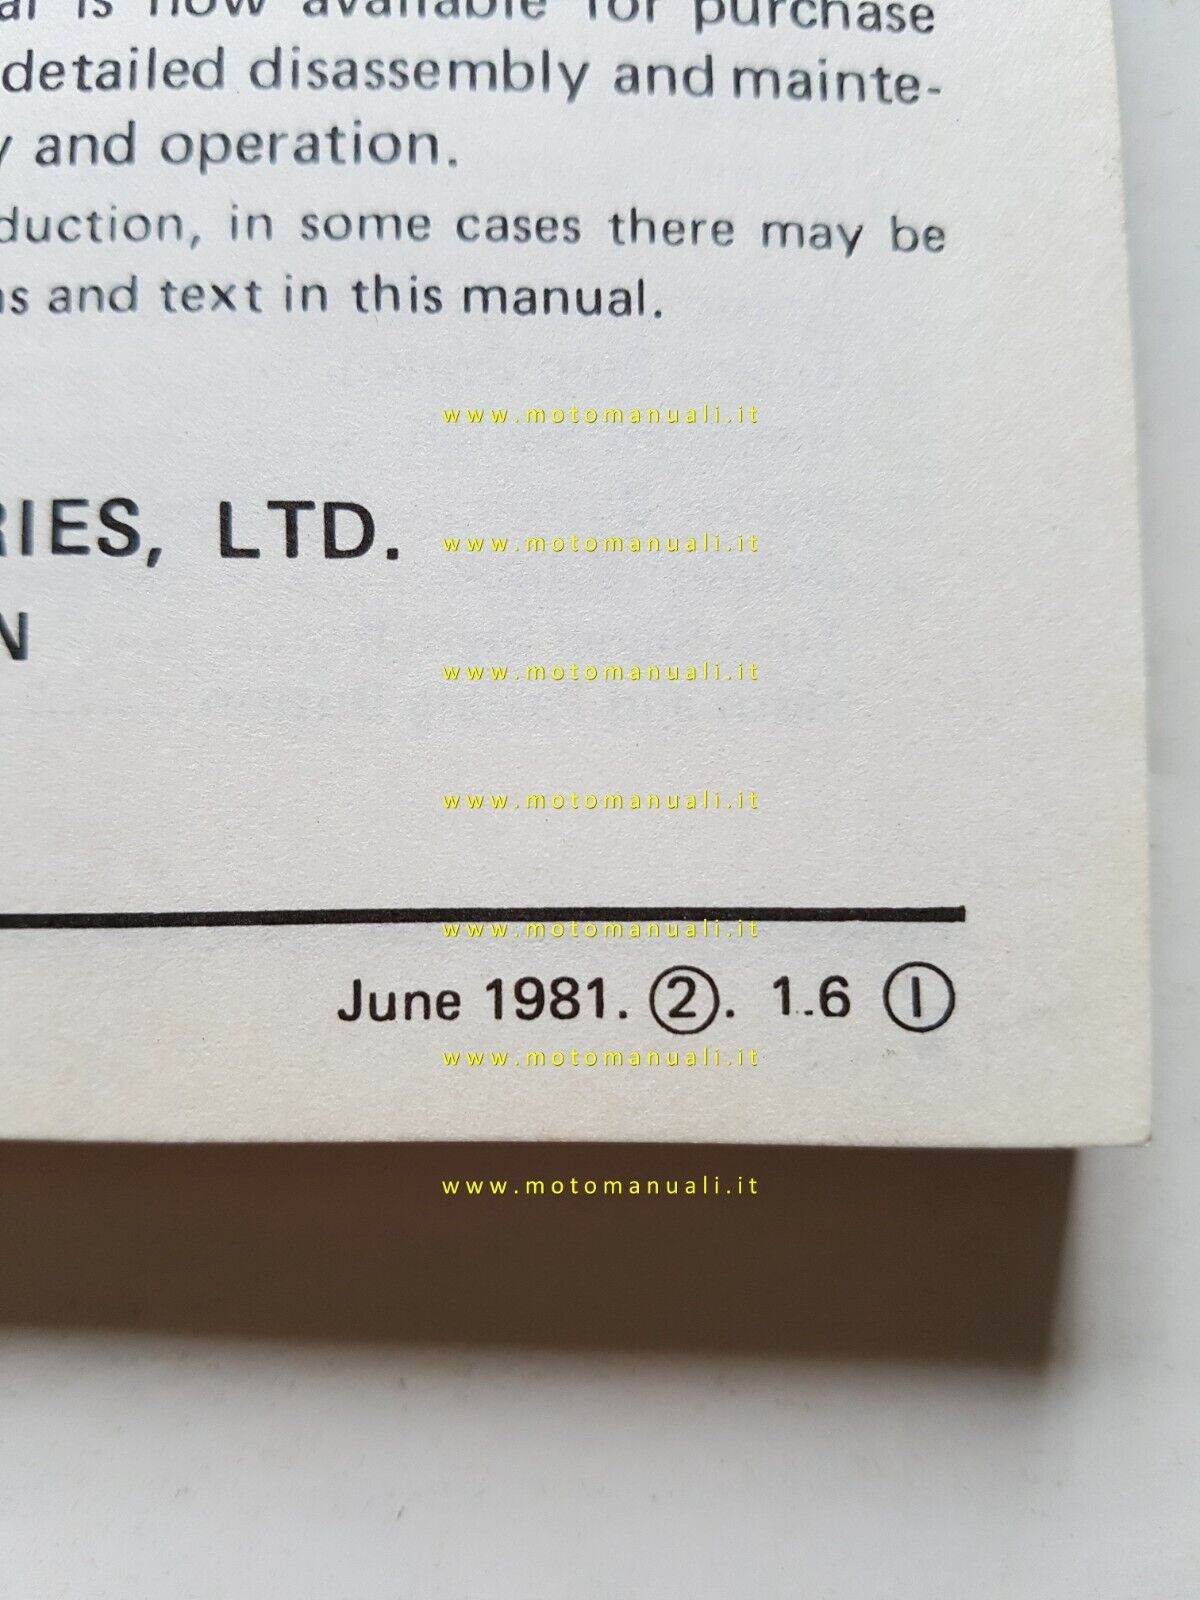 is now available for purchase
detailed disassembly and mainte-
y and operation.
duction, in some cases there may be
ns and text in this manual.
www.motomanuali.it
RIES, LTD.
www.motomanuali.it
N
www.motomanuali.it
www.motomanuali.it
www.motomanuali.it
June 1981. ②. 1..6 Ⓘ
www.motomanuali.it
www.motomanuali.it